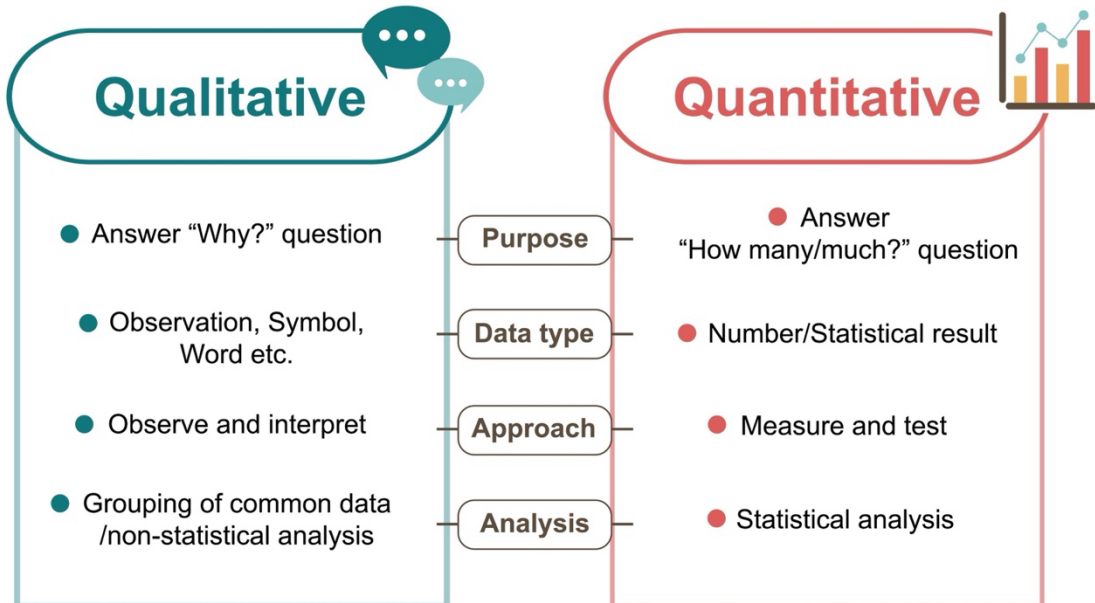 Qualitative
Quantitative
Answer “Why?” question
Purpose
Answer
“How many/much?” question
Observation, Symbol,
Word etc.
Data type
Number/Statistical result
Observe and interpret
Approach
Measure and test
Grouping of common data
/non-statistical analysis
Analysis
Statistical analysis